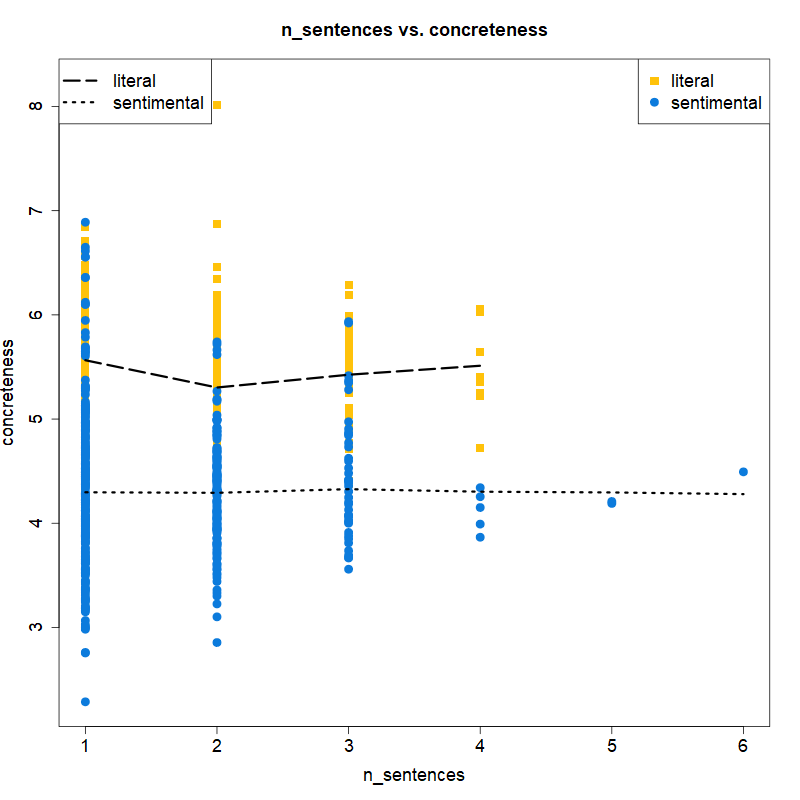 n_sentences vs. concreteness
literal
sentimental
literal
sentimental
8
7
6
5
4
3
concreteness
1 2 3 4 5 6
n_sentences